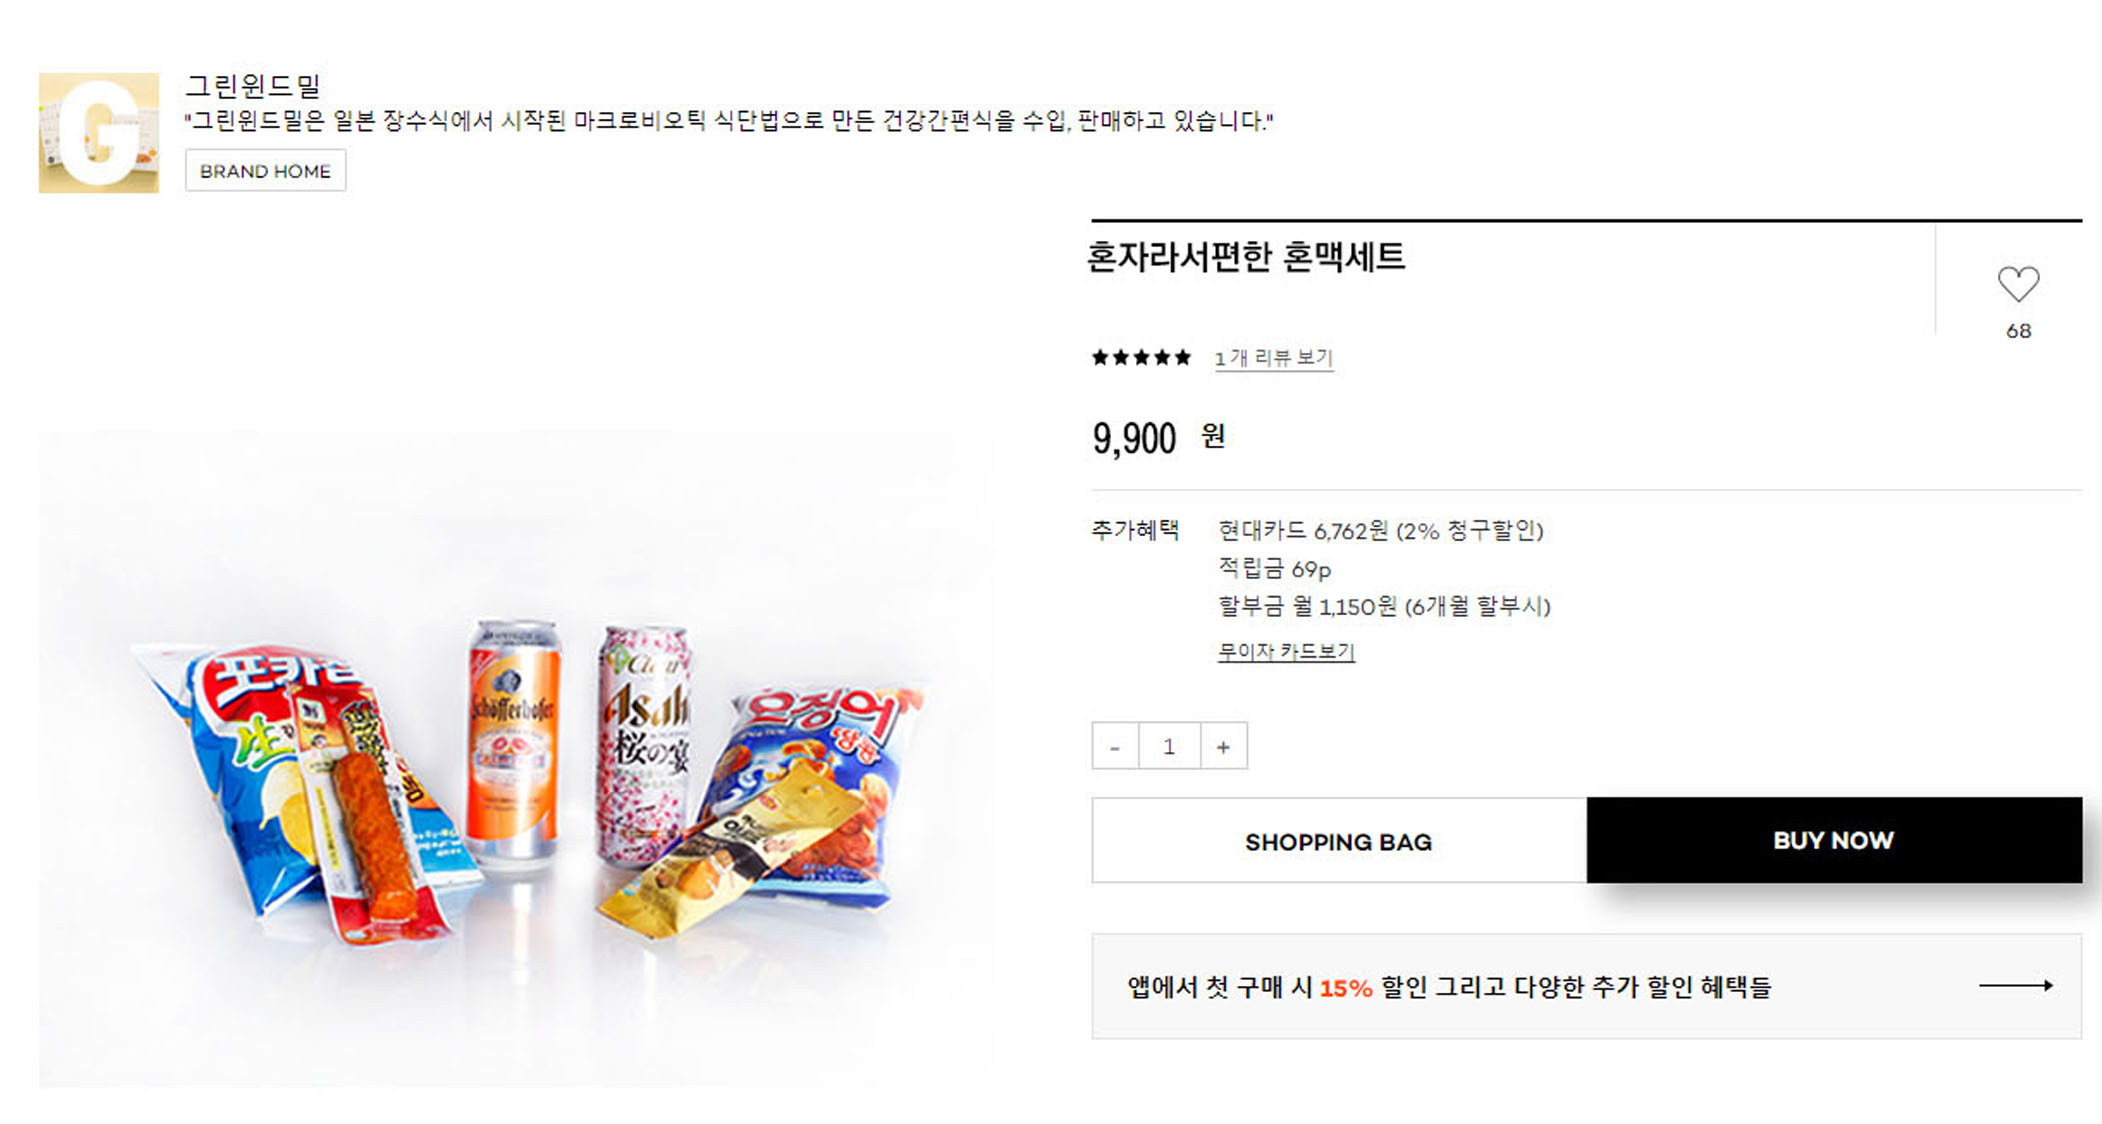 그린윈드밀
"그린윈드밀은 일본 장수식에서 시작된 마크로비오틱 식단법으로 만든 건강간편식을 수입, 판매하고 있습니다."
G
BRAND HOME
혼자라서편한 혼맥세트
68
★★★★★ 1 개 리뷰 보기
9,900 원
추가혜택 현대카드 6,762원 (2% 청구할인)
적립금 69p
할부금 월 1,150원 (6개월 할부시)
무이자 카드보기
- 1 +
SHOPPING BAG
BUY NOW
앱에서 첫 구매 시 15% 할인 그리고 다양한 추가 할인 혜택들
포카칩
生
Schöfferhofer
Clear
Asahi
桜の宴
오징어
땅콩